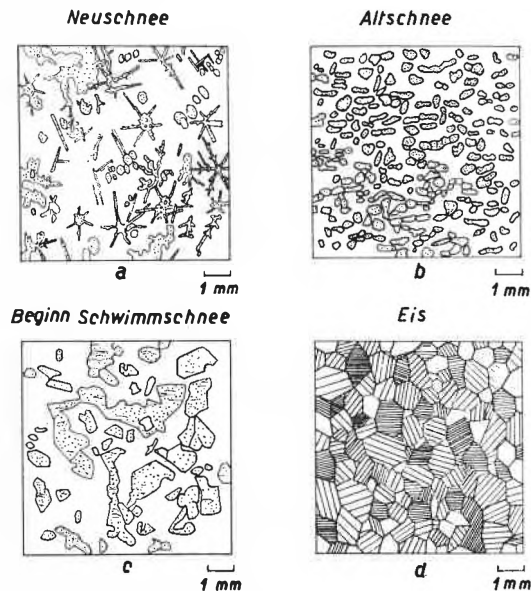 Neuschnee
Altschnee
a
1 mm
b
1 mm
Beginn Schwimmschnee
Eis
c
1 mm
d
1 mm